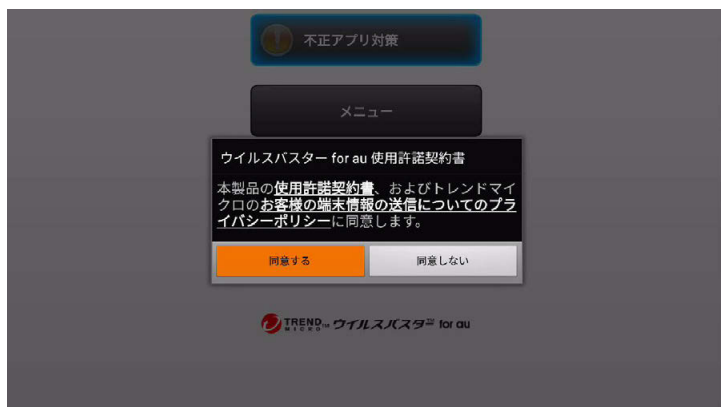 不正アプリ対策
メニュー
ウイルスバスター for au 使用許諾契約書
本製品の使用許諾契約書、およびトレンドマイ
クロのお客様の端末情報の送信についてのプラ
イバシーポリシーに同意します。
同意する
同意しない
TREND MICRO™ ウイルスバスター™ for au